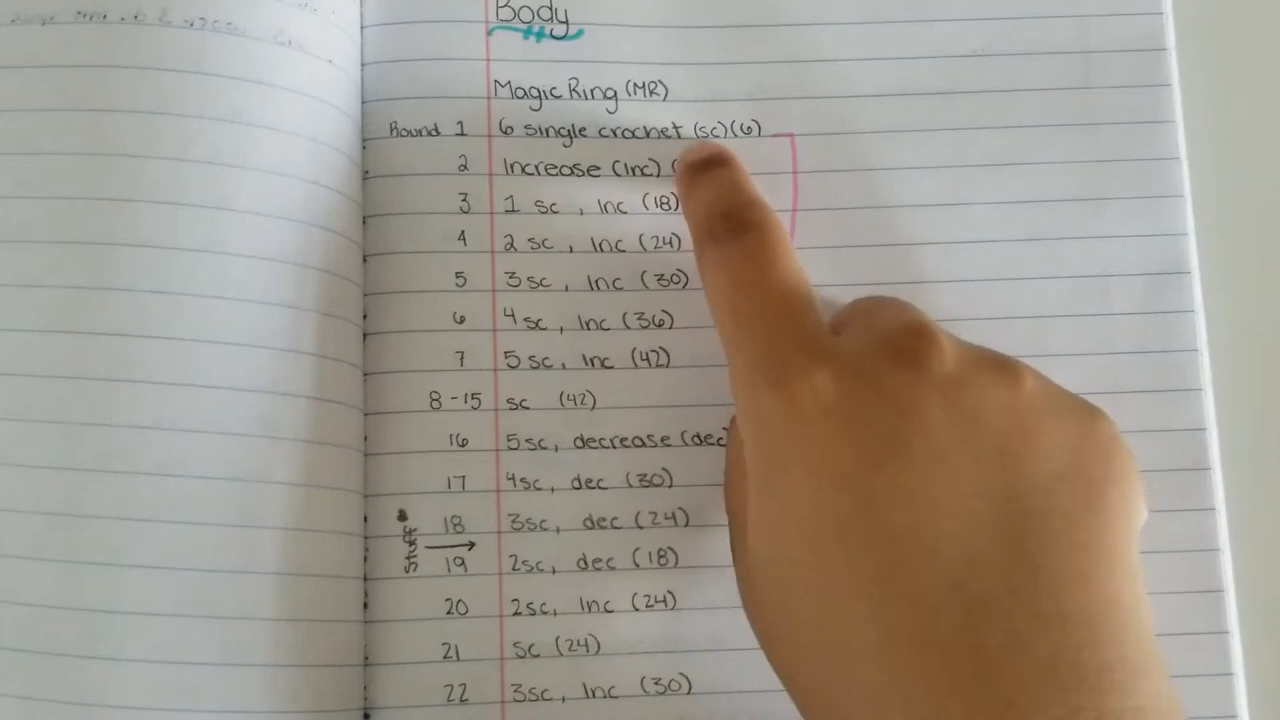 Body
Magic Ring (MR)
Round 1 6 single crochet (sc)(6)
2 Increase (Inc) (
3 1 sc, Inc (18)
4 2 sc, Inc (24)
5 3sc, Inc (30)
6 4sc, Inc (36)
7 5sc, Inc (42)
8-15 sc (42)
16 5sc, decrease (dec
17 4sc, dec (30)
18 3sc, dec (24)
Stuff
19 2sc, dec (18)
20 2sc, Inc (24)
21 sc (24)
22 3sc, Inc (30)